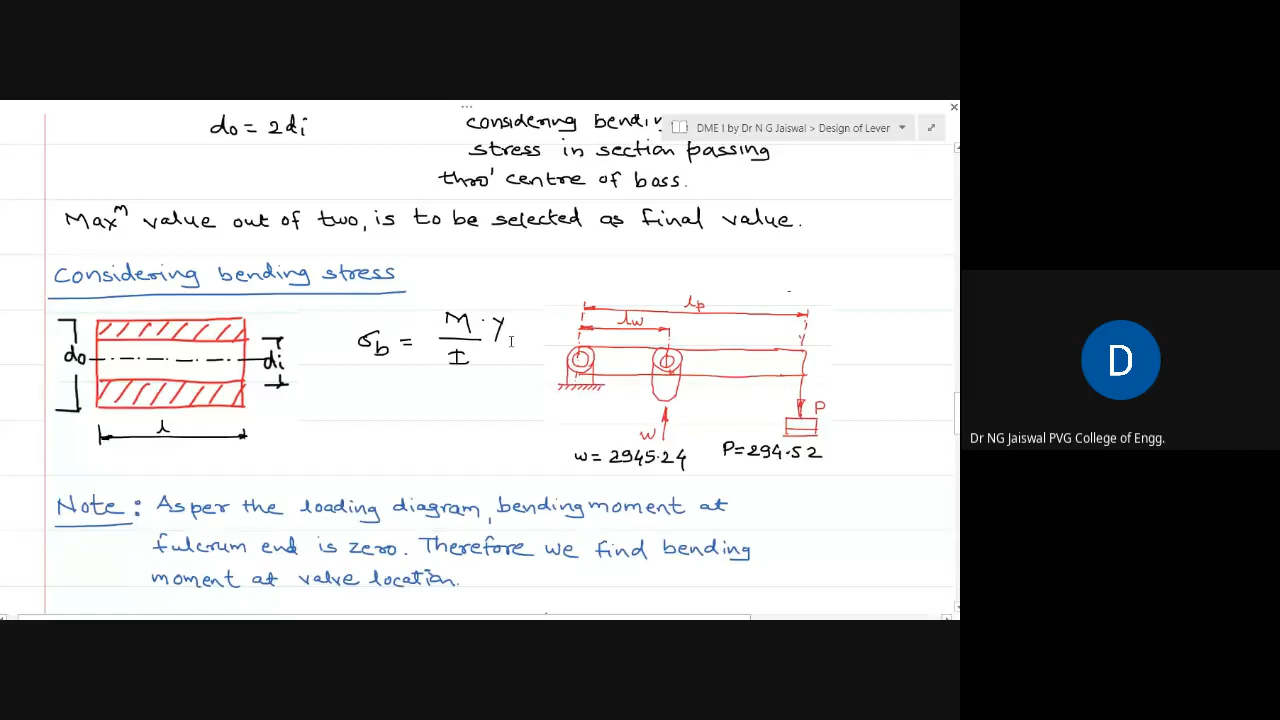 do = 2di
considering bendin
DME I by Dr N G Jaiswal > Design of Lever
stress in section passing
thro' centre of boss.
Maxᵐ value out of two, is to be selected as final value.
Considering bending stress
do
di
l
σb = M · y / I
lp
lw
w
P
w = 2945.24
P = 294.52
Note : As per the loading diagram, bending moment at
fulcrum end is zero. Therefore we find bending
moment at valve location.
D
Dr NG Jaiswal PVG College of Engg.